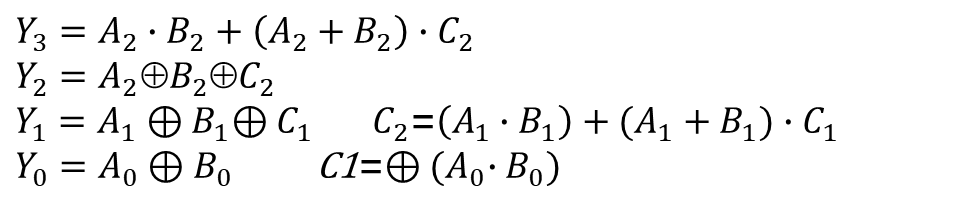 Y₃ = A₂ · B₂ + (A₂ + B₂) · C₂
Y₂ = A₂⊕B₂⊕C₂
Y₁ = A₁ ⊕ B₁⊕ C₁ C₂=(A₁ · B₁) + (A₁ + B₁) · C₁
Y₀ = A₀ ⊕ B₀ C1=⊕ (A₀· B₀)